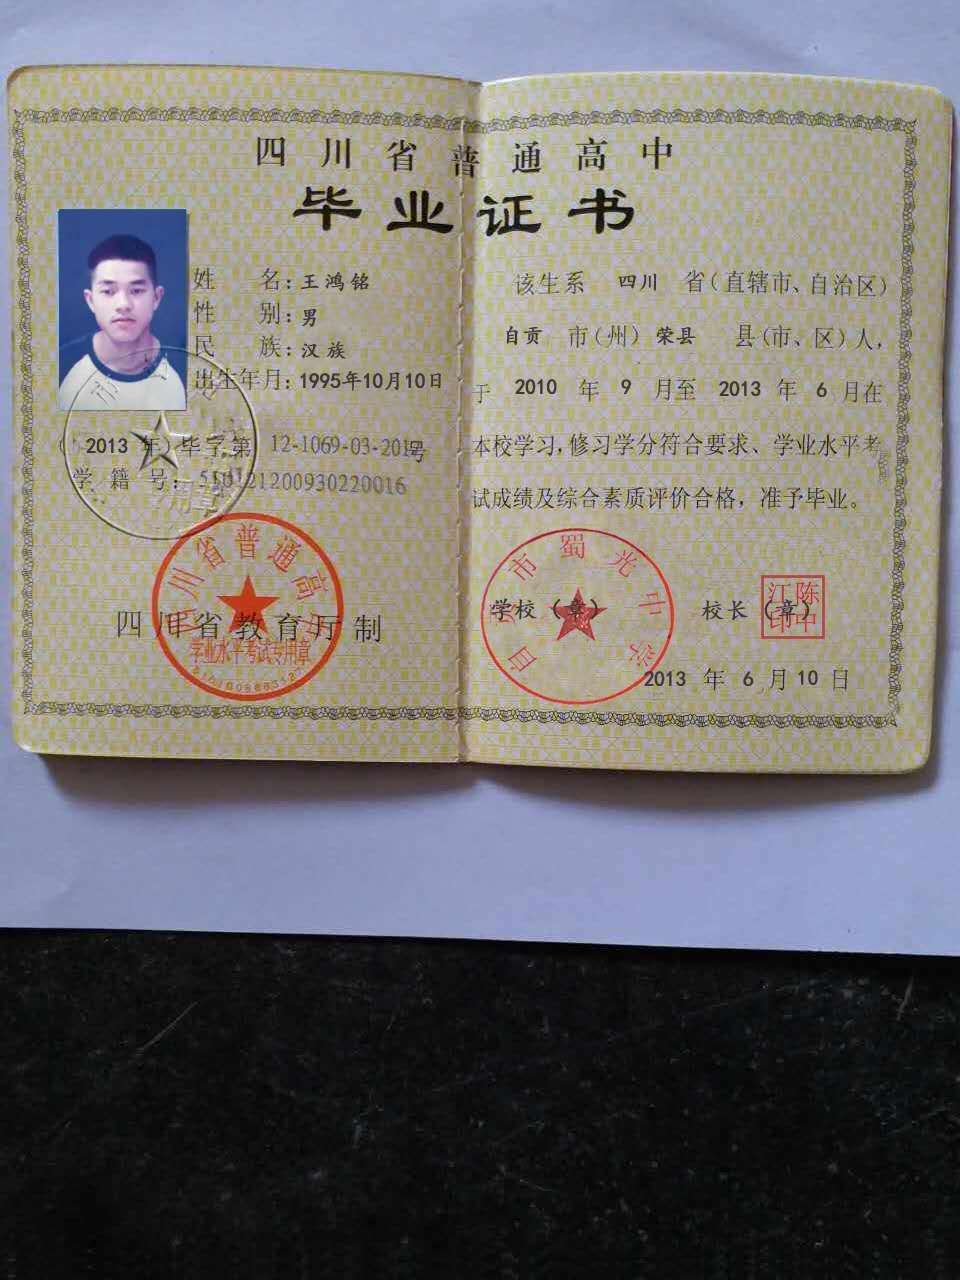 四川省普通高中
毕业证书
姓 名：王鸿铭
性 别：男
民 族：汉族
出生年月：1995年10月10日
（2013年）毕字第 12-1069-03-2012号
学籍号：
四川省教育厅制
四川省普通高中
学业水平考试专用章
该生系 四川 省（直辖市、自治区）
自贡 市（州）荣县 县（市、区）人，
于 2010 年 9 月至 2013 年 6 月在
本校学习，修习学分符合要求、学业水平考
试成绩及综合素质评价合格，准予毕业。
自贡市蜀光中学
学校（章） 校长（章）
陈中江印
2013 年 6 月 10 日